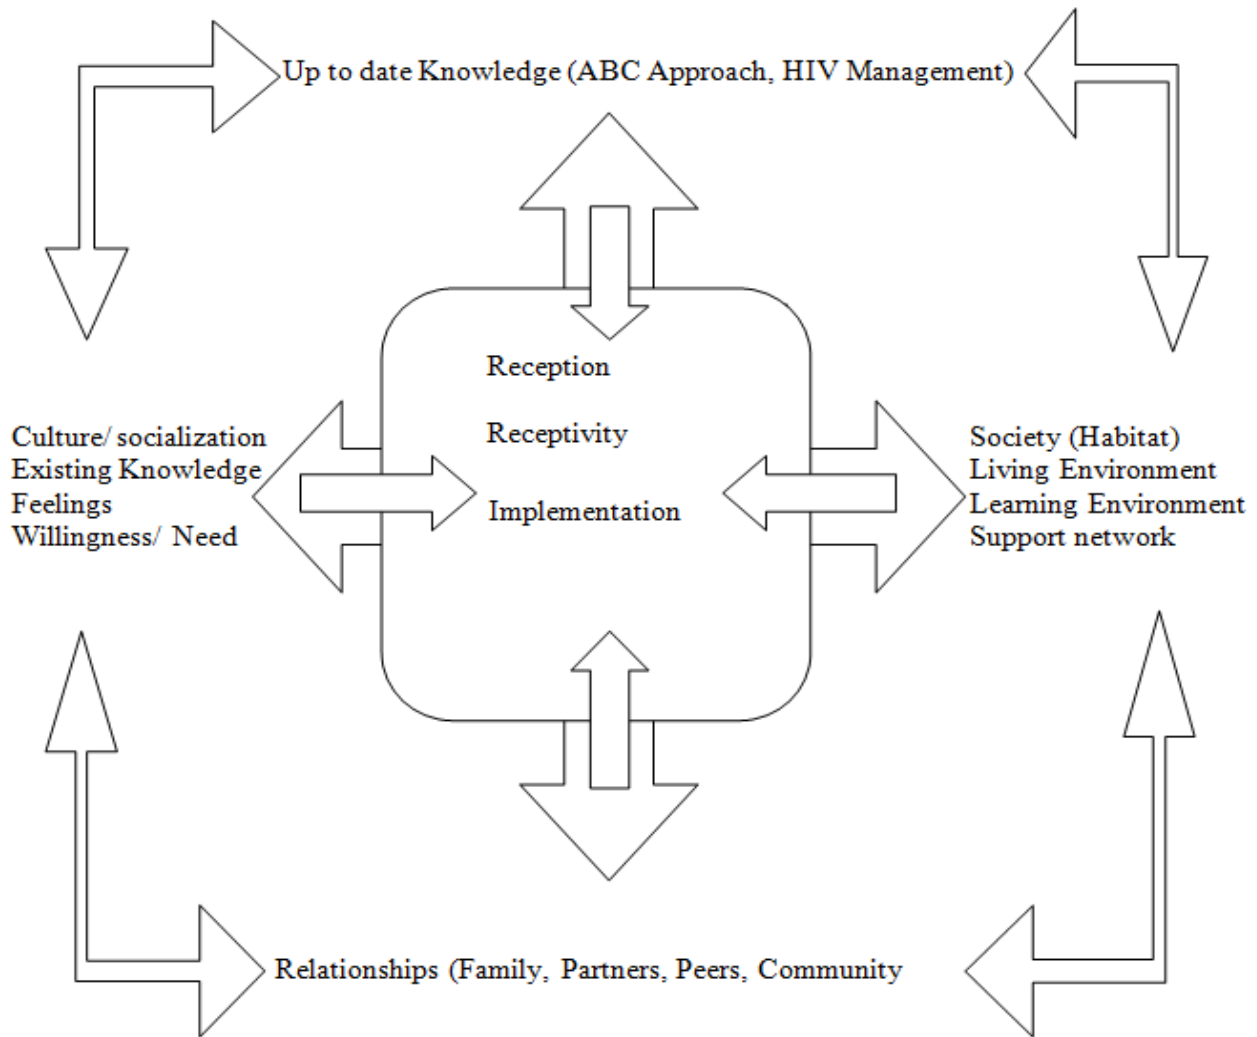 Up to date Knowledge (ABC Approach, HIV Management)
Reception
Receptivity
Implementation
Culture/ socialization
Existing Knowledge
Feelings
Willingness/ Need
Society (Habitat)
Living Environment
Learning Environment
Support network
Relationships (Family, Partners, Peers, Community